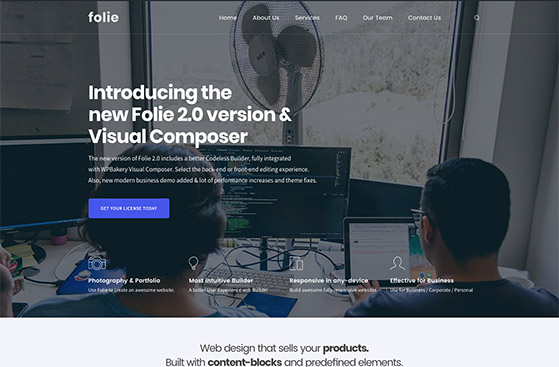 folie
Home About Us Services FAQ Our Team Contact Us
Introducing the
new Folie 2.0 version &
Visual Composer
The new version of Folie 2.0 includes a better Codeless Builder, fully integrated
with WPBakery Visual Composer. Select the back-end or front-end editing experience.
Also, new modern business demo added & lot of performance increases and theme fixes.
GET YOUR LICENSE TODAY
Photography & Portfolio
Use Folie to create an awesome website.
Most Intuitive Builder
A better User Experience web Builder
Responsive in any-device
Build awesome fully responsive websites
Effective for Business
Use for Business / Corporate / Personal
Web design that sells your products.
Built with content-blocks and predefined elements.